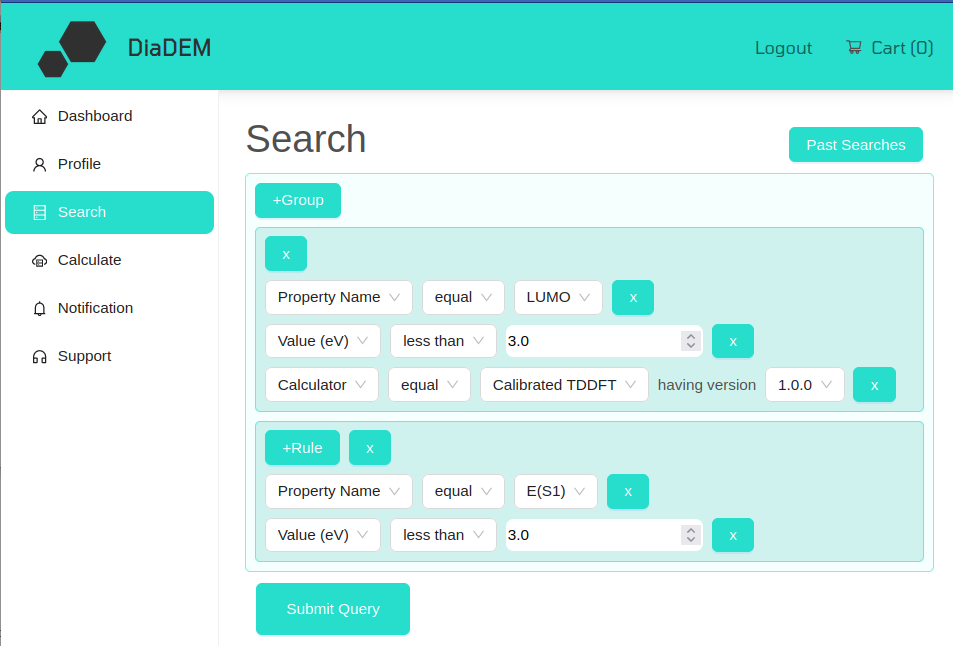 DiaDEM
Logout Cart (0)
Dashboard
Profile
Search
Calculate
Notification
Support
Search
Past Searches
+Group
x
Property Name equal LUMO x
Value (eV) less than 3.0 x
Calculator equal Calibrated TDDFT having version 1.0.0 x
+Rule x
Property Name equal E(S1) x
Value (eV) less than 3.0 x
Submit Query